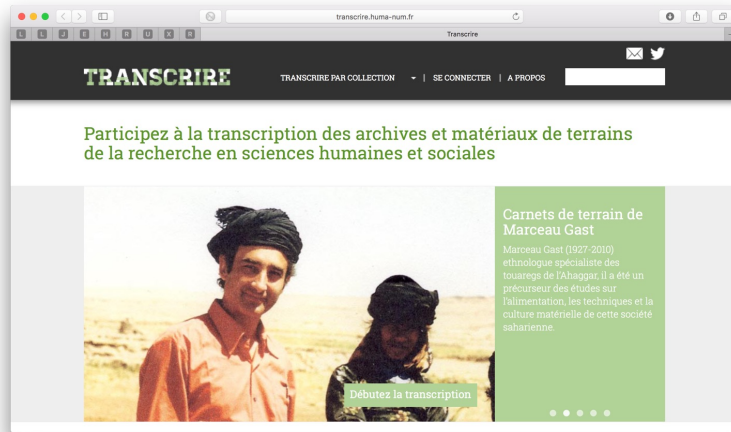 transcrire.huma-num.fr
L L J E H R U X R
Transcrire
TRANSCRIRE
TRANSCRIRE PAR COLLECTION | SE CONNECTER | A PROPOS
Participez à la transcription des archives et matériaux de terrains
de la recherche en sciences humaines et sociales
Carnets de terrain de
Marceau Gast
Marceau Gast (1927-2010)
ethnologue spécialiste des
touaregs de l'Ahaggar, il a été un
précurseur des études sur
l'alimentation, les techniques et la
culture matérielle de cette société
saharienne.
Débutez la transcription